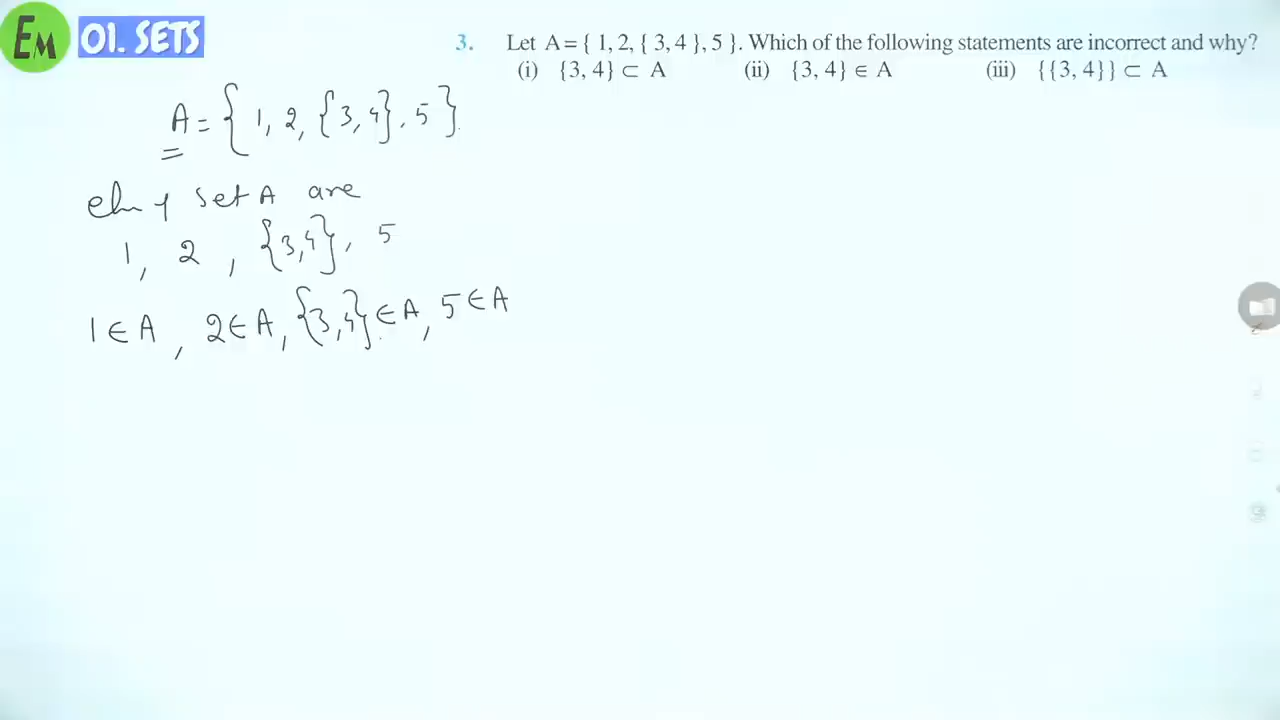 EM 01. SETS
3. Let A = { 1, 2, { 3, 4 }, 5 }. Which of the following statements are incorrect and why?
(i) {3, 4} ⊂ A (ii) {3, 4} ∈ A (iii) {{3, 4}} ⊂ A
A = { 1, 2, {3, 4}, 5 }
set A are
1, 2, {3,4}, 5
1 ∈ A, 2 ∈ A, {3,4} ∈ A, 5 ∈ A